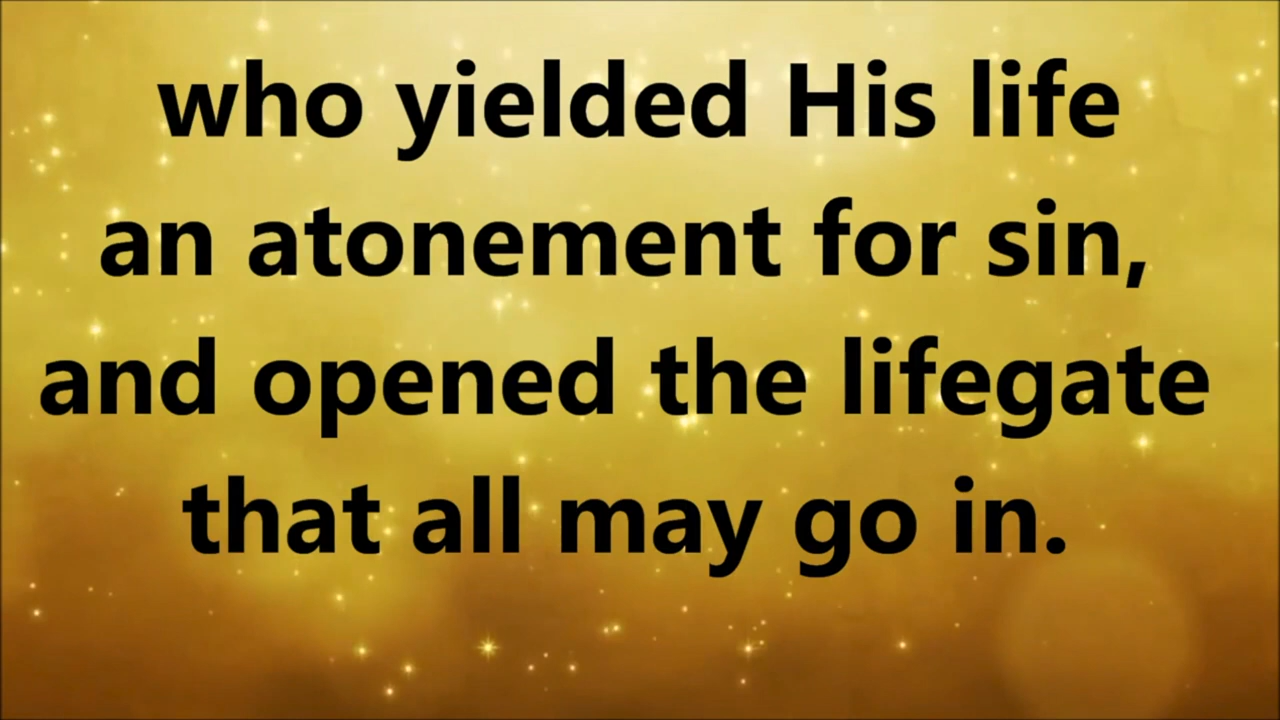 who yielded His life
an atonement for sin,
and opened the lifegate
that all may go in.